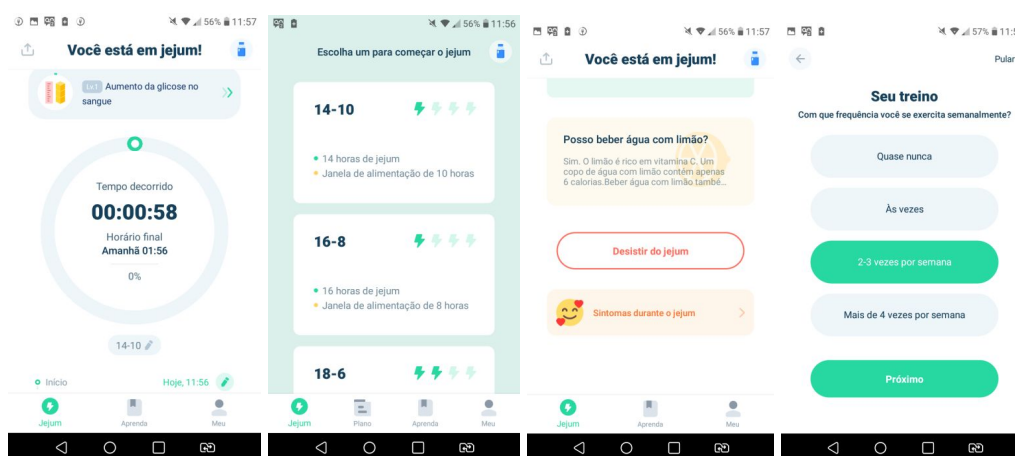 56% 11:57
Você está em jejum!
Lv.1 Aumento da glicose no
sangue
Tempo decorrido
00:00:58
Horário final
Amanhã 01:56
0%
14-10
Início
Hoje, 11:56
Jejum
Aprenda
Meu
56% 11:56
Escolha um para começar o jejum
14-10
14 horas de jejum
Janela de alimentação de 10 horas
16-8
16 horas de jejum
Janela de alimentação de 8 horas
18-6
Jejum
Plano
Aprenda
Meu
56% 11:57
Você está em jejum!
Posso beber água com limão?
Sim. O limão é rico em vitamina C. Um
copo de água com limão contém apenas
6 calorias.Beber água com limão també...
Desistir do jejum
Sintomas durante o jejum
Jejum
Aprenda
Meu
57%
Pular
Seu treino
Com que frequência você se exercita semanalmente?
Quase nunca
Às vezes
2-3 vezes por semana
Mais de 4 vezes por semana
Próximo